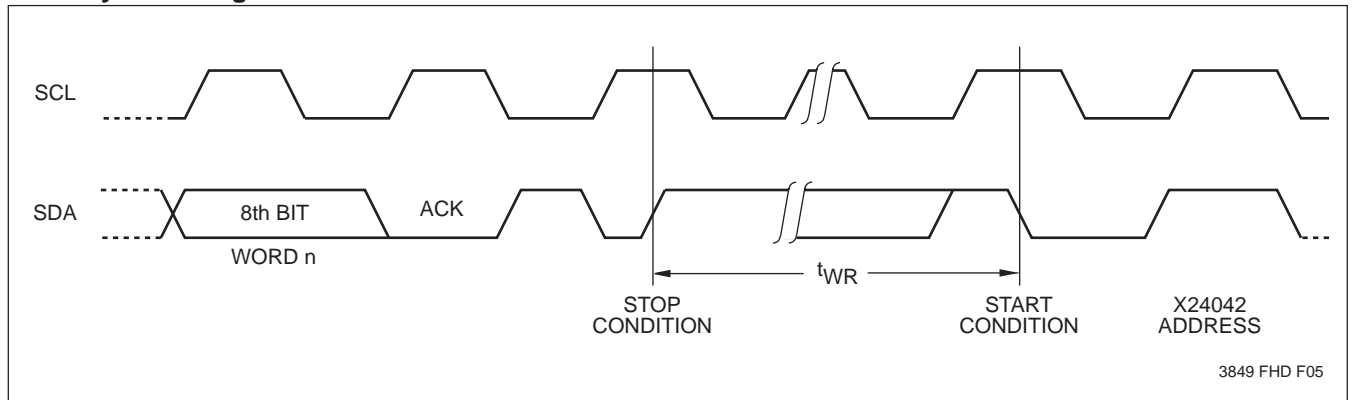 SCL
SDA
8th BIT
ACK
WORD n
tWR
STOP
CONDITION
START
CONDITION
X24042
ADDRESS
3849 FHD F05